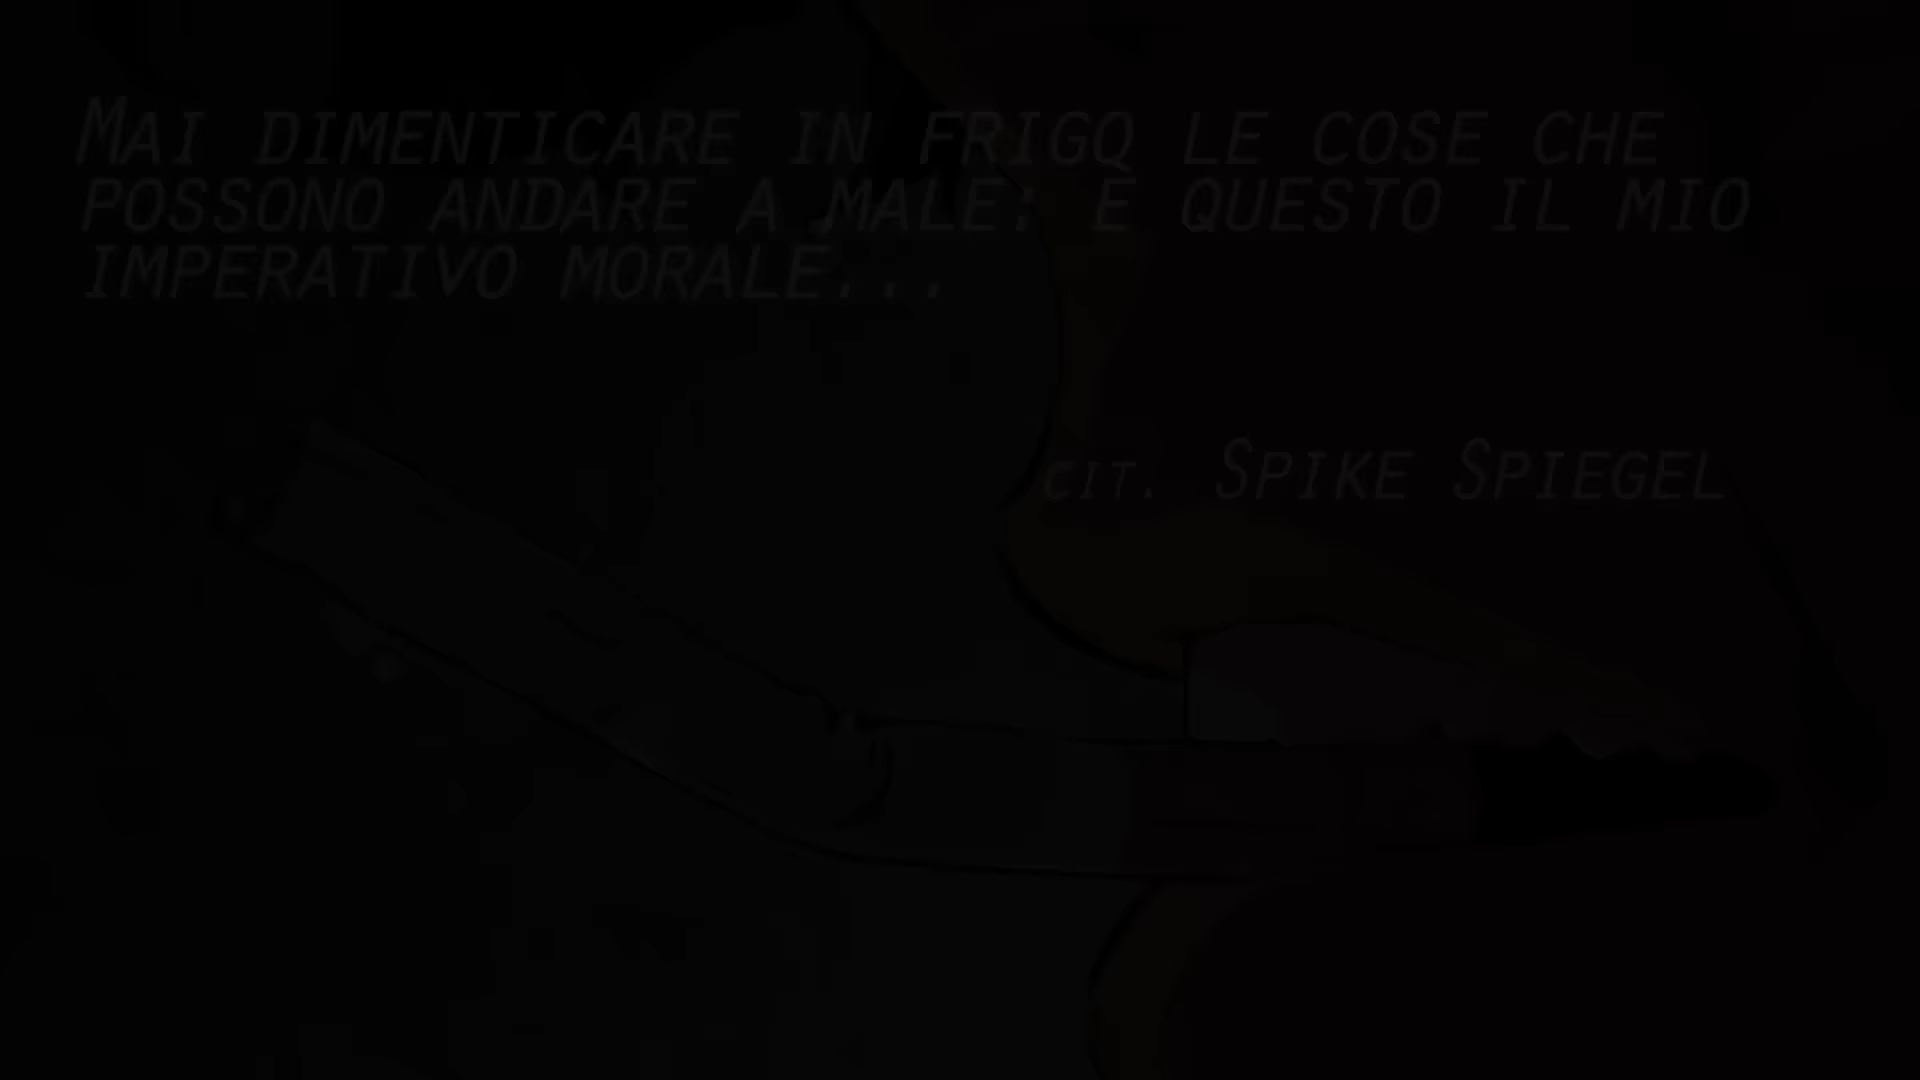 Mai dimenticare in frigo le cose che
possono andare a male: è questo il mio
imperativo morale...
cit. Spike Spiegel